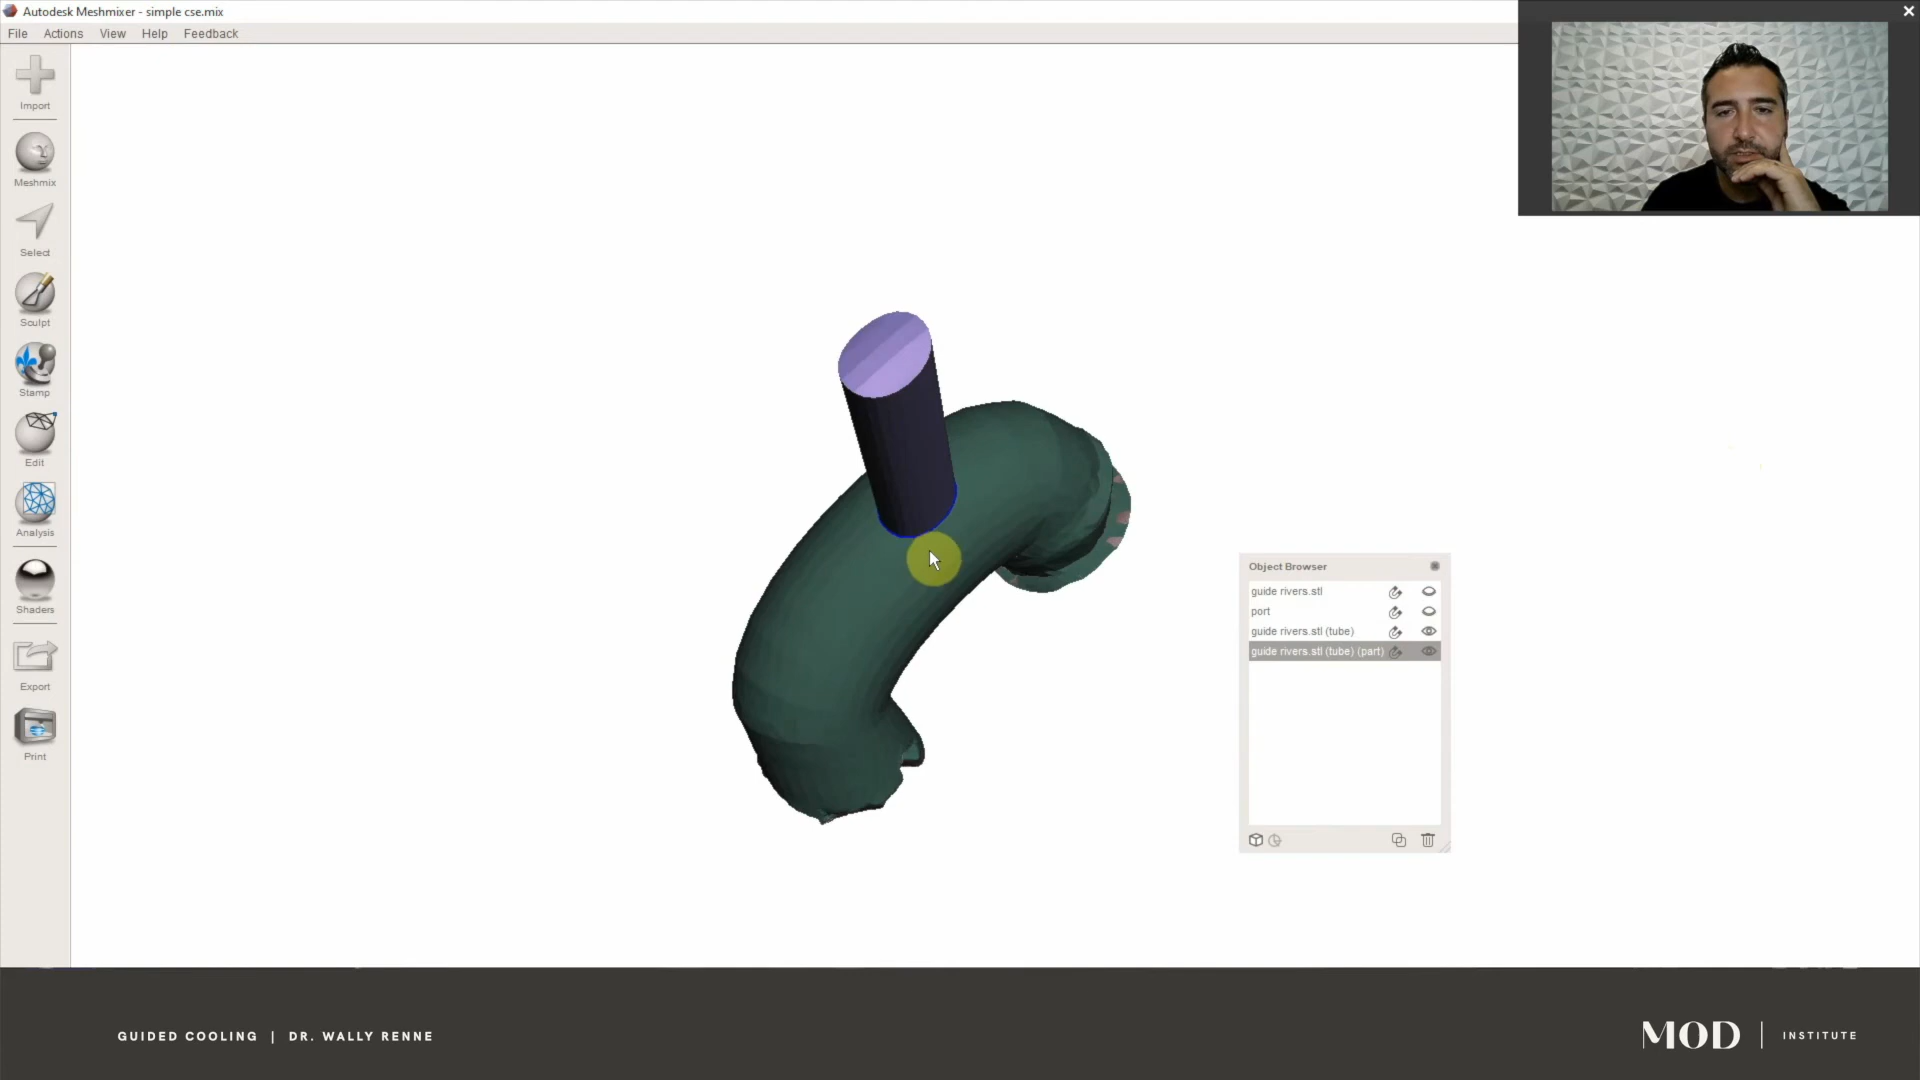 Autodesk Meshmixer - simple cse.mix
File Actions View Help Feedback
Import
Meshmix
Select
Sculpt
Stamp
Edit
Analysis
Shaders
Export
Print
Object Browser
guide rivers.stl
port
guide rivers.stl (tube)
guide rivers.stl (tube) (part)
GUIDED COOLING | DR. WALLY RENNE
MOD | INSTITUTE